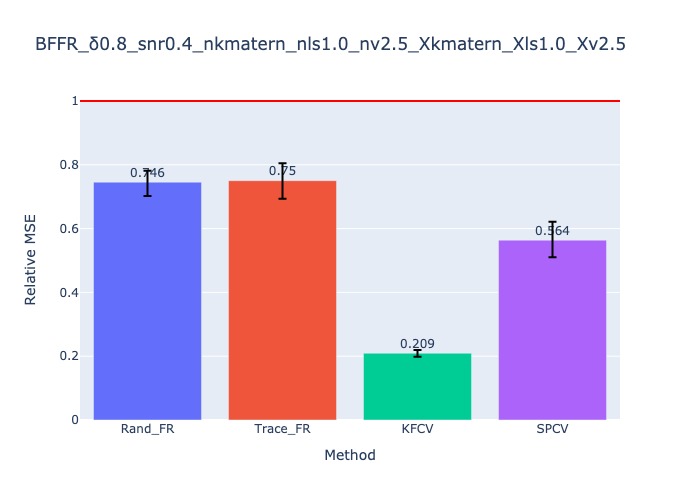 BFFR_δ0.8_snr0.4_nkmatern_nls1.0_nv2.5_Xkmatern_Xls1.0_Xv2.5
1
0.8
0.6
0.4
0.2
0
Relative MSE
0.746
0.75
0.209
0.564
Rand_FR
Trace_FR
KFCV
SPCV
Method